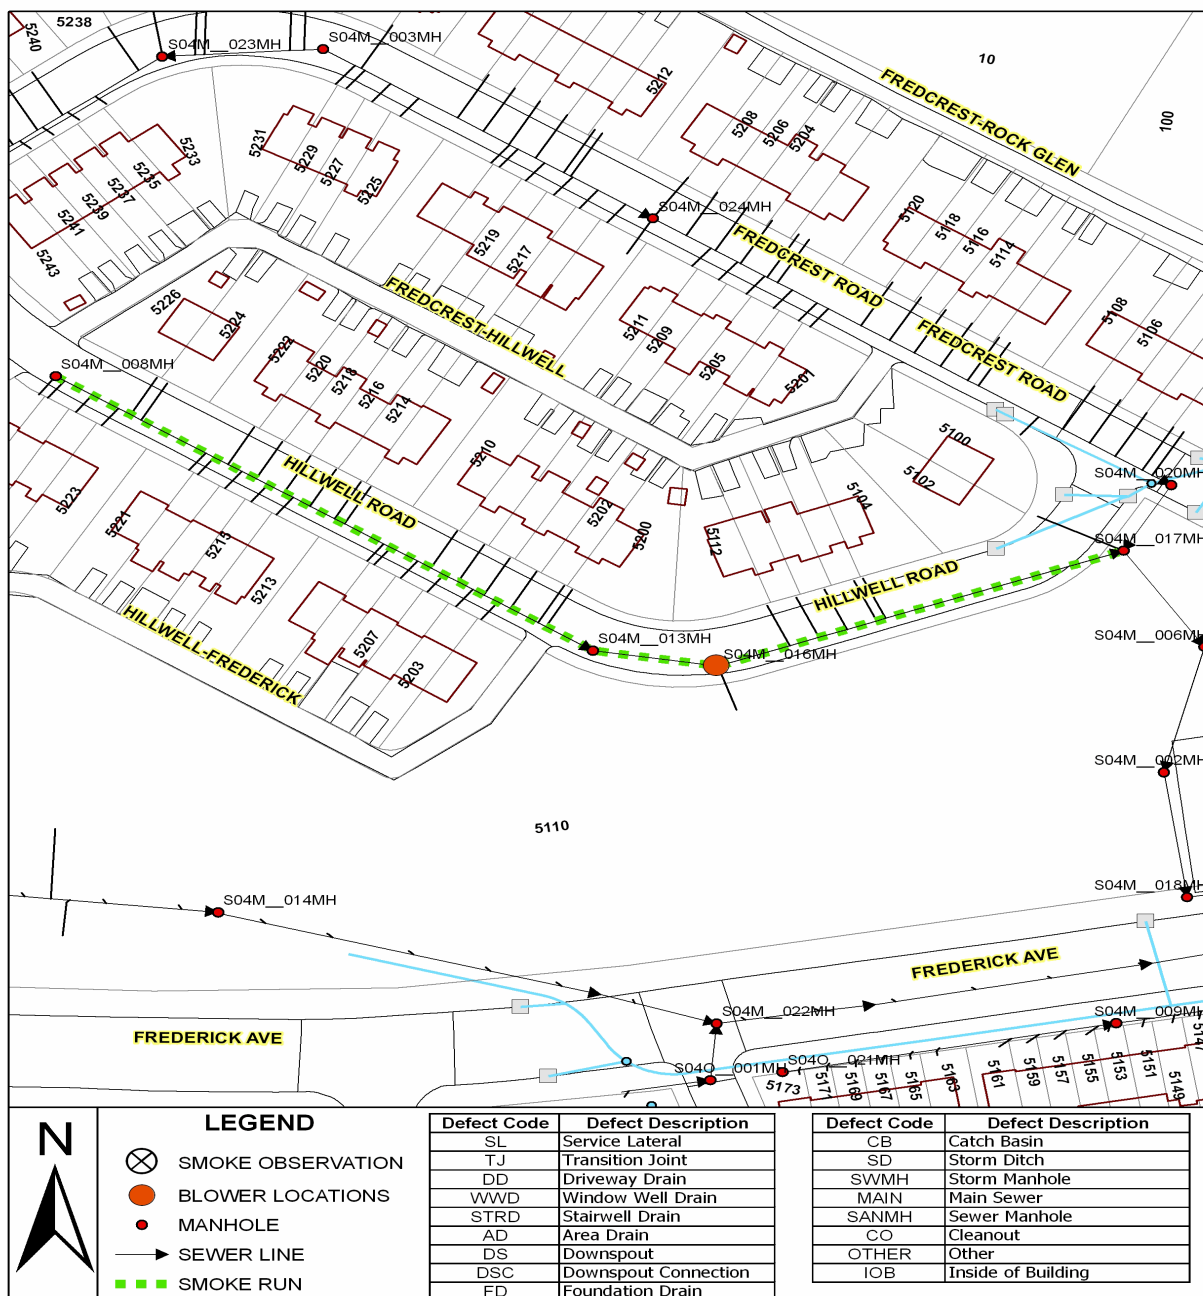 5240
5238
S04M__023MH
S04M__003MH
5212
10
100
FREDCREST-ROCK GLEN
5208
5206
5204
5231
5229
5227
5225
5233
5235
5237
5239
5241
5243
S04M__024MH
5120
5118
5116
5114
5219
5217
FREDCREST ROAD
FREDCREST-HILLWELL
5226
5224
5211
5209
5205
5201
5108
5106
FREDCREST ROAD
S04M__008MH
5222
5220
5218
5216
5214
5210
5202
5200
5100
5102
5104
5112
S04M__020MH
HILLWELL ROAD
5223
5221
5215
5213
S04M__017MH
HILLWELL ROAD
HILLWELL-FREDERICK
5207
5203
S04M__013MH
S04M__016MH
S04M__006MH
S04M__002MH
5110
S04M__014MH
S04M__018MH
FREDERICK AVE
FREDERICK AVE
S04M__022MH
S04M__009MH
S04O__001MH
S04O__021MH
5173
5171
5169
5167
5165
5163
5161
5159
5157
5155
5153
5151
5149
5147
N
LEGEND
SMOKE OBSERVATION
BLOWER LOCATIONS
MANHOLE
SEWER LINE
SMOKE RUN
Defect Code Defect Description
SL Service Lateral
TJ Transition Joint
DD Driveway Drain
WWD Window Well Drain
STRD Stairwell Drain
AD Area Drain
DS Downspout
DSC Downspout Connection
FD Foundation Drain
Defect Code Defect Description
CB Catch Basin
SD Storm Ditch
SWMH Storm Manhole
MAIN Main Sewer
SANMH Sewer Manhole
CO Cleanout
OTHER Other
IOB Inside of Building